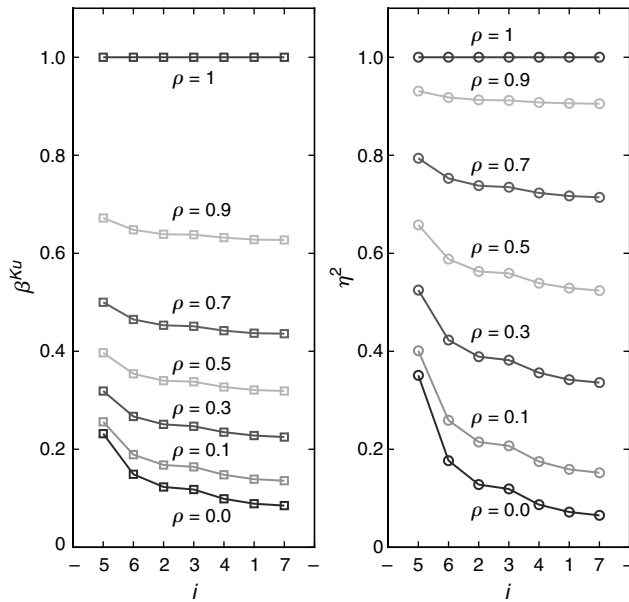 1.0
0.8
0.6
0.4
0.2
0
β^{Ku}
ρ = 1
ρ = 0.9
ρ = 0.7
ρ = 0.5
ρ = 0.3
ρ = 0.1
ρ = 0.0
– 5 6 2 3 4 1 7 –
i
1.0
0.8
0.6
0.4
0.2
0
η²
ρ = 1
ρ = 0.9
ρ = 0.7
ρ = 0.5
ρ = 0.3
ρ = 0.1
ρ = 0.0
– 5 6 2 3 4 1 7 –
i